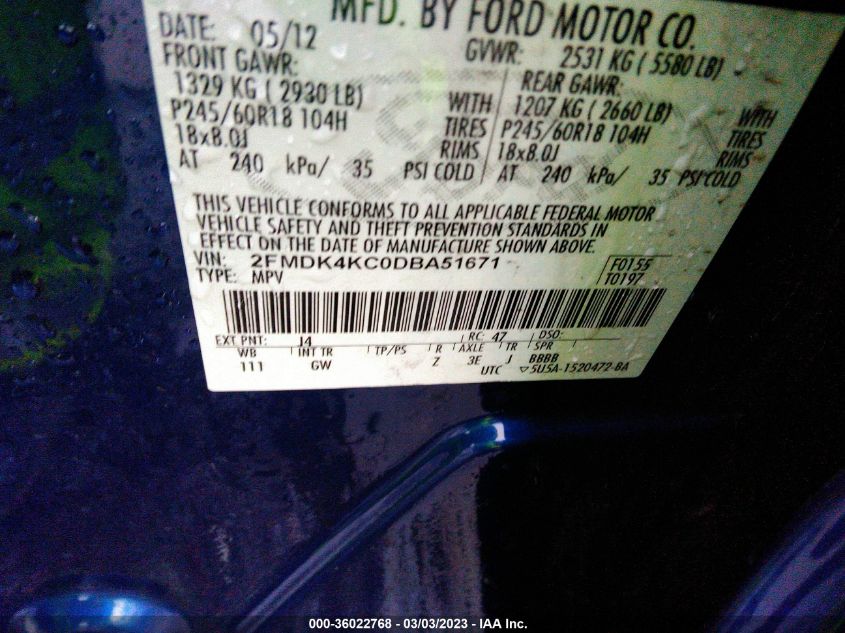 MFD. BY FORD MOTOR CO.
DATE: 05/12 GVWR: 2531 KG ( 5580 LB)
FRONT GAWR: REAR GAWR:
1329 KG ( 2930 LB) WITH 1207 KG ( 2660 LB) WITH
P245/60R18 104H TIRES P245/60R18 104H TIRES
18x8.0J RIMS 18x8.0J RIMS
AT 240 kPa/ 35 PSI COLD AT 240 kPa/ 35 PSI COLD
THIS VEHICLE CONFORMS TO ALL APPLICABLE FEDERAL MOTOR
VEHICLE SAFETY AND THEFT PREVENTION STANDARDS IN
EFFECT ON THE DATE OF MANUFACTURE SHOWN ABOVE.
VIN: 2FMDK4KC0DBA51671 F0155
TYPE: MPV T0197
EXT PNT: J4 RC: 47 DSO:
WB INT TR TP/PS R AXLE TR SPR
111 GW Z 3E J BBBB
UTC ▽5U5A-1520472-BA
000-36022768 - 03/03/2023 - IAA Inc.